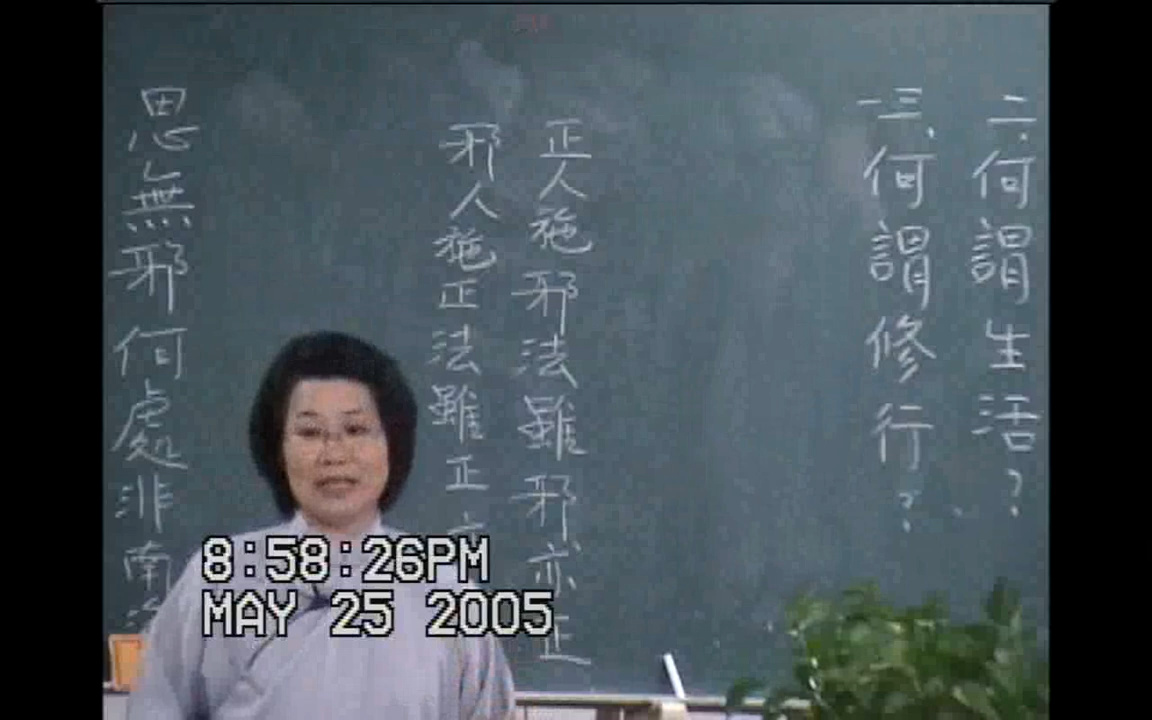 二.何謂生活?
三.何謂修行?
正人施邪法雖邪亦正
邪人施正法雖正
思無邪何處非南
8:58:26PM
MAY 25 2005